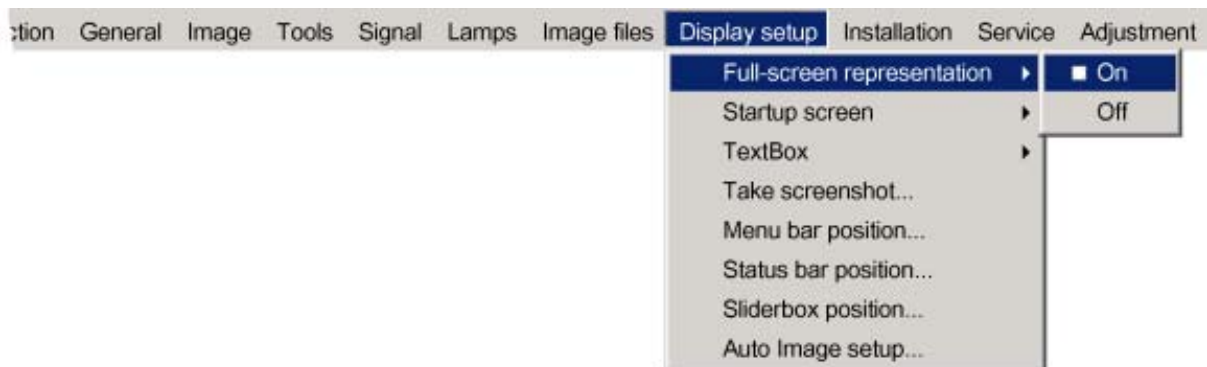 ction General Image Tools Signal Lamps Image files Display setup Installation Service Adjustment
Full-screen representation On
Startup screen Off
TextBox
Take screenshot...
Menu bar position...
Status bar position...
Sliderbox position...
Auto Image setup...